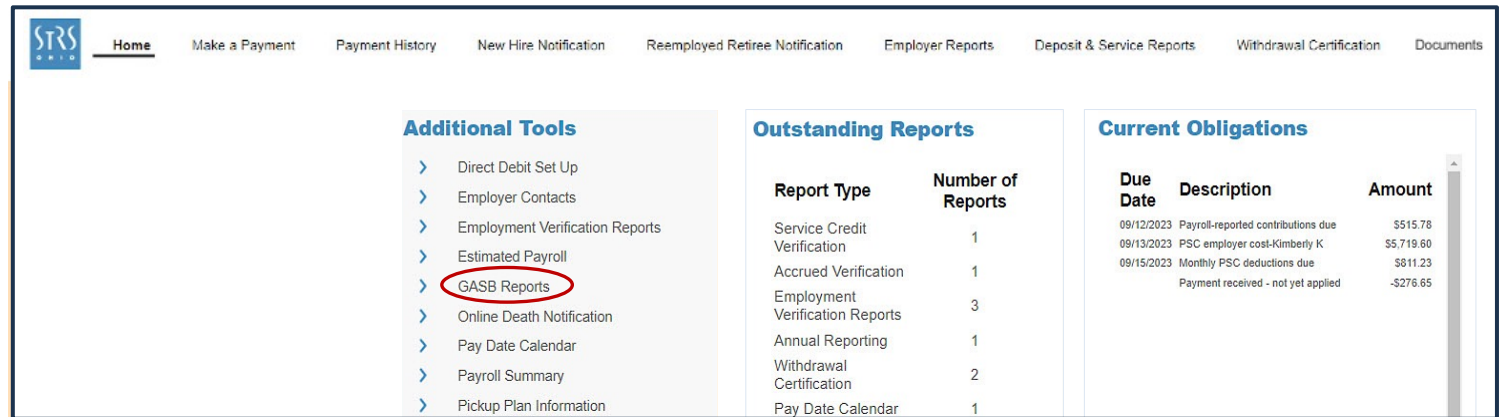 STRS
OHIO
Home Make a Payment Payment History New Hire Notification Reemployed Retiree Notification Employer Reports Deposit & Service Reports Withdrawal Certification Documents
Additional Tools
Direct Debit Set Up
Employer Contacts
Employment Verification Reports
Estimated Payroll
GASB Reports
Online Death Notification
Pay Date Calendar
Payroll Summary
Pickup Plan Information
Outstanding Reports
Report Type Number of Reports
Service Credit Verification 1
Accrued Verification 1
Employment Verification Reports 3
Annual Reporting 1
Withdrawal Certification 2
Pay Date Calendar 1
Current Obligations
Due Date Description Amount
09/12/2023 Payroll-reported contributions due $515.78
09/13/2023 PSC employer cost-Kimberly K $5,719.60
09/15/2023 Monthly PSC deductions due $811.23
Payment received - not yet applied -$276.65